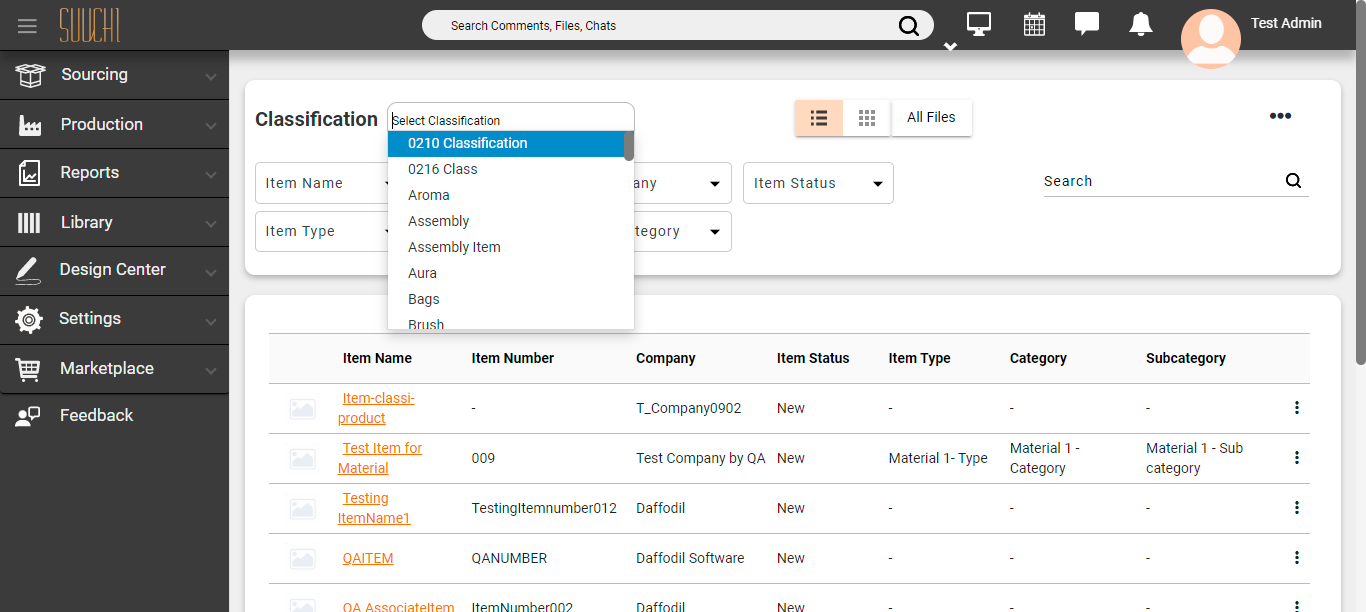 SUUCHI
Search Comments, Files, Chats
Test Admin
Sourcing
Production
Reports
Library
Design Center
Settings
Marketplace
Feedback
Classification
Select Classification
0210 Classification
0216 Class
Aroma
Assembly
Assembly Item
Aura
Bags
Brush
All Files
Item Name
any
Item Status
Search
Item Type
tegory
Item Name Item Number Company Item Status Item Type Category Subcategory
Item-classi-
product
- T_Company0902 New - - -
Test Item for
Material
009 Test Company by QA New Material 1- Type
Material 1 -
Category
Material 1 - Sub
category
Testing
ItemName1
TestingItemnumber012 Daffodil New - - -
QAITEM QANUMBER Daffodil Software New - - -
QA AssociateItem ItemNumber002 Daffodil New - - -